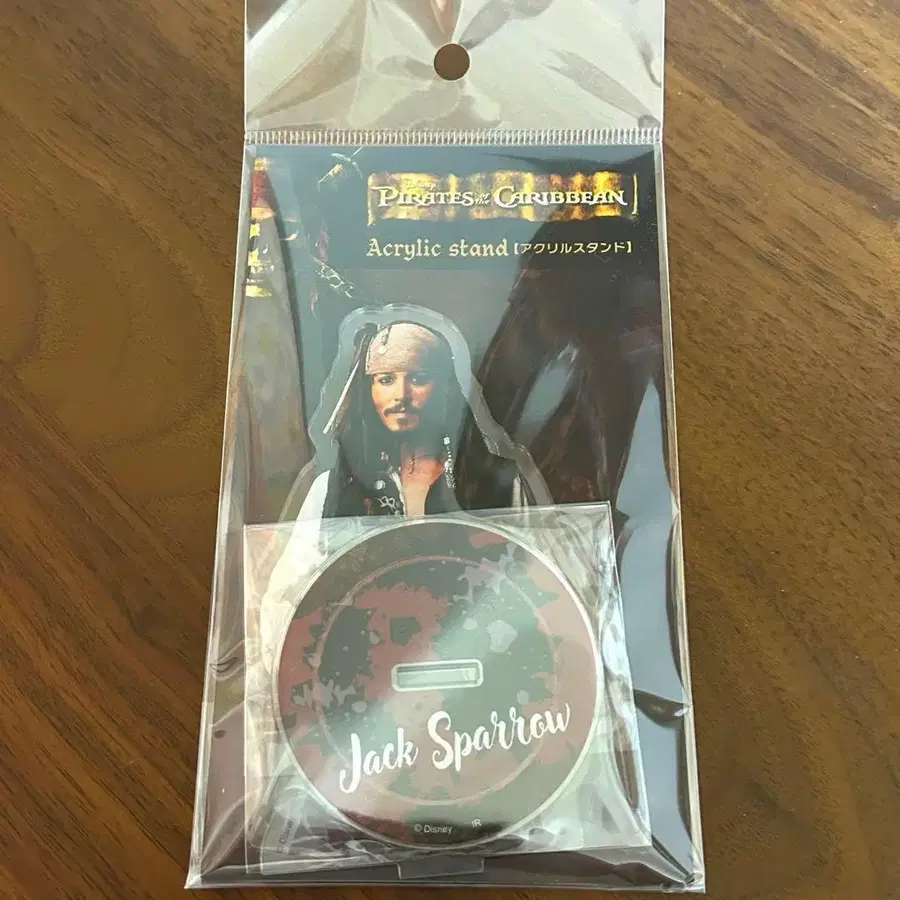 Disney
PIRATES of the CARIBBEAN
Acrylic stand【アクリルスタンド】
Jack Sparrow
© Disney